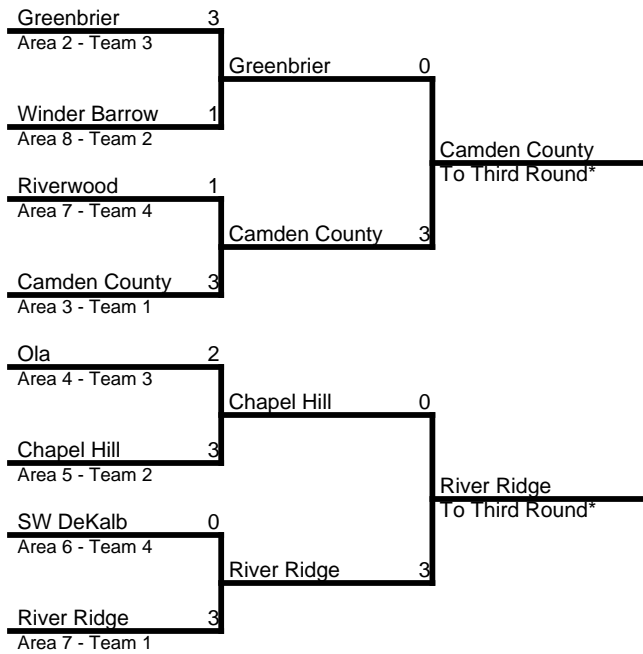 Greenbrier 3
Area 2 - Team 3
Greenbrier 0
Winder Barrow 1
Area 8 - Team 2
Camden County
To Third Round*
Riverwood 1
Area 7 - Team 4
Camden County 3
Camden County 3
Area 3 - Team 1
Ola 2
Area 4 - Team 3
Chapel Hill 0
Chapel Hill 3
Area 5 - Team 2
River Ridge
To Third Round*
SW DeKalb 0
Area 6 - Team 4
River Ridge 3
River Ridge 3
Area 7 - Team 1